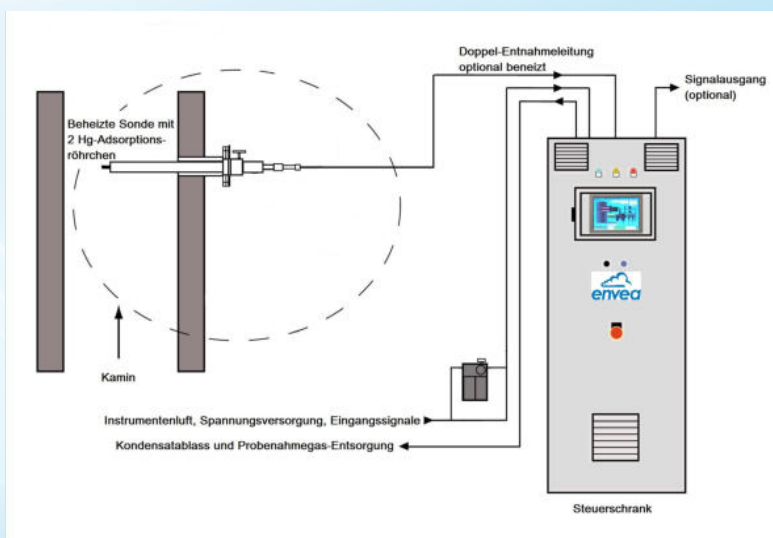 Doppel-Entnahmeleitung
optional beneizt
Signalausgang
(optional)
Beheizte Sonde mit
2 Hg-Adsorptions-
röhrchen
envea
Kamin
Instrumentenluft, Spannungsversorgung, Eingangssignale
Kondensatablass und Probenahmegas-Entsorgung
Steuerschrank